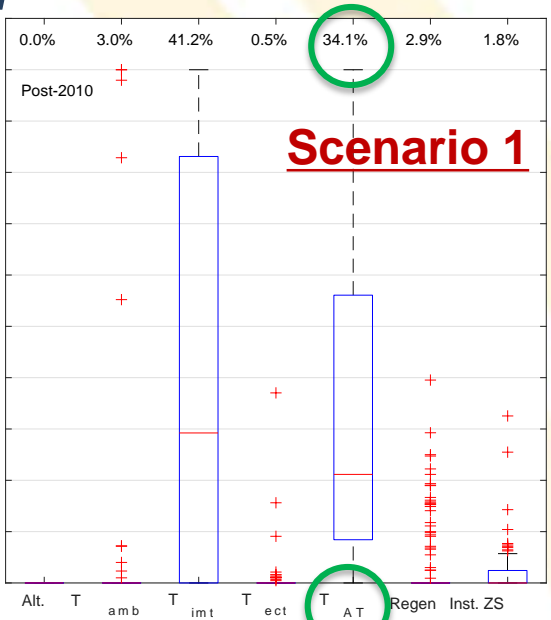 0.0% 3.0% 41.2% 0.5% 34.1% 2.9% 1.8%
Post-2010
Scenario 1
Alt. T amb T imt T ect T AT Regen Inst. ZS